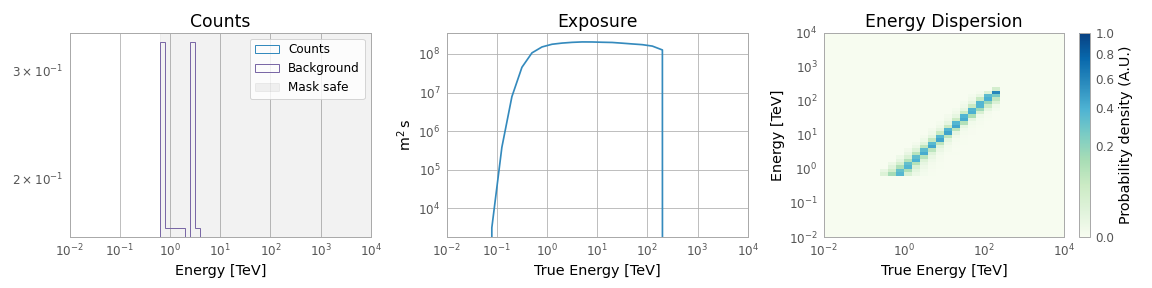 Counts
3 × 10⁻¹
2 × 10⁻¹
Counts
Background
Mask safe
10⁻² 10⁻¹ 10⁰ 10¹ 10² 10³ 10⁴
Energy [TeV]
Exposure
m² s
10⁸
10⁷
10⁶
10⁵
10⁴
10⁻² 10⁻¹ 10⁰ 10¹ 10² 10³ 10⁴
True Energy [TeV]
Energy Dispersion
Energy [TeV]
10⁴
10³
10²
10¹
10⁰
10⁻¹
10⁻²
10⁻² 10⁰ 10² 10⁴
True Energy [TeV]
1.0
0.8
0.6
0.4
0.2
0.0
Probability density (A.U.)